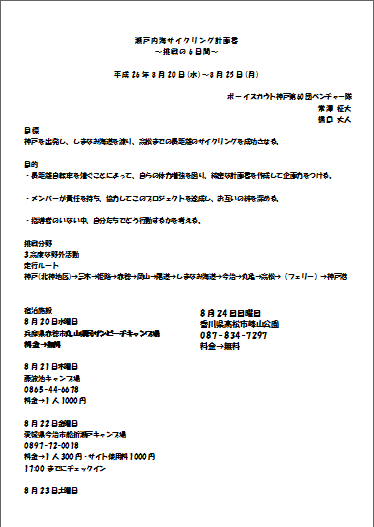 瀬戸内海サイクリング計画書
～挑戦の6日間～
平成26年8月20日(水)～8月25日(月)
ボーイスカウト神戸第60団ベンチャー隊
常澤 征大
橋口 丈人
目標
神戸を出発し、しまなみ海道を渡り、高松までの長距離のサイクリングを成功させる。
目的
・長距離自転車を漕ぐことによって、自らの体力増強を図り、綿密な計画書を作成して企画力をつける。
・メンバーが責任を持ち、協力してこのプロジェクトを達成し、お互いの絆を深める。
・指導者のいない中、自分たちでどう行動するかを考える。
挑戦分野
3高度な野外活動
走行ルート
神戸(北神地区)→三木→姫路→赤穂→岡山→尾道→しまなみ海道→今治→丸亀→高松→（フェリー）→神戸港
宿泊施設
8月20日水曜日
兵庫県赤穂市丸山県民サンビーチキャンプ場
料金→無料
8月21日木曜日
藤波池キャンプ場
0865-44-6678
料金→1人1000円
8月22日金曜日
愛媛県今治市船折瀬戸キャンプ場
0897-72-0018
料金→1人300円・サイト使用料1000円
17:00までにチェックイン
8月23日土曜日
8月24日日曜日
香川県高松市峰山公園
087-834-7297
料金→無料